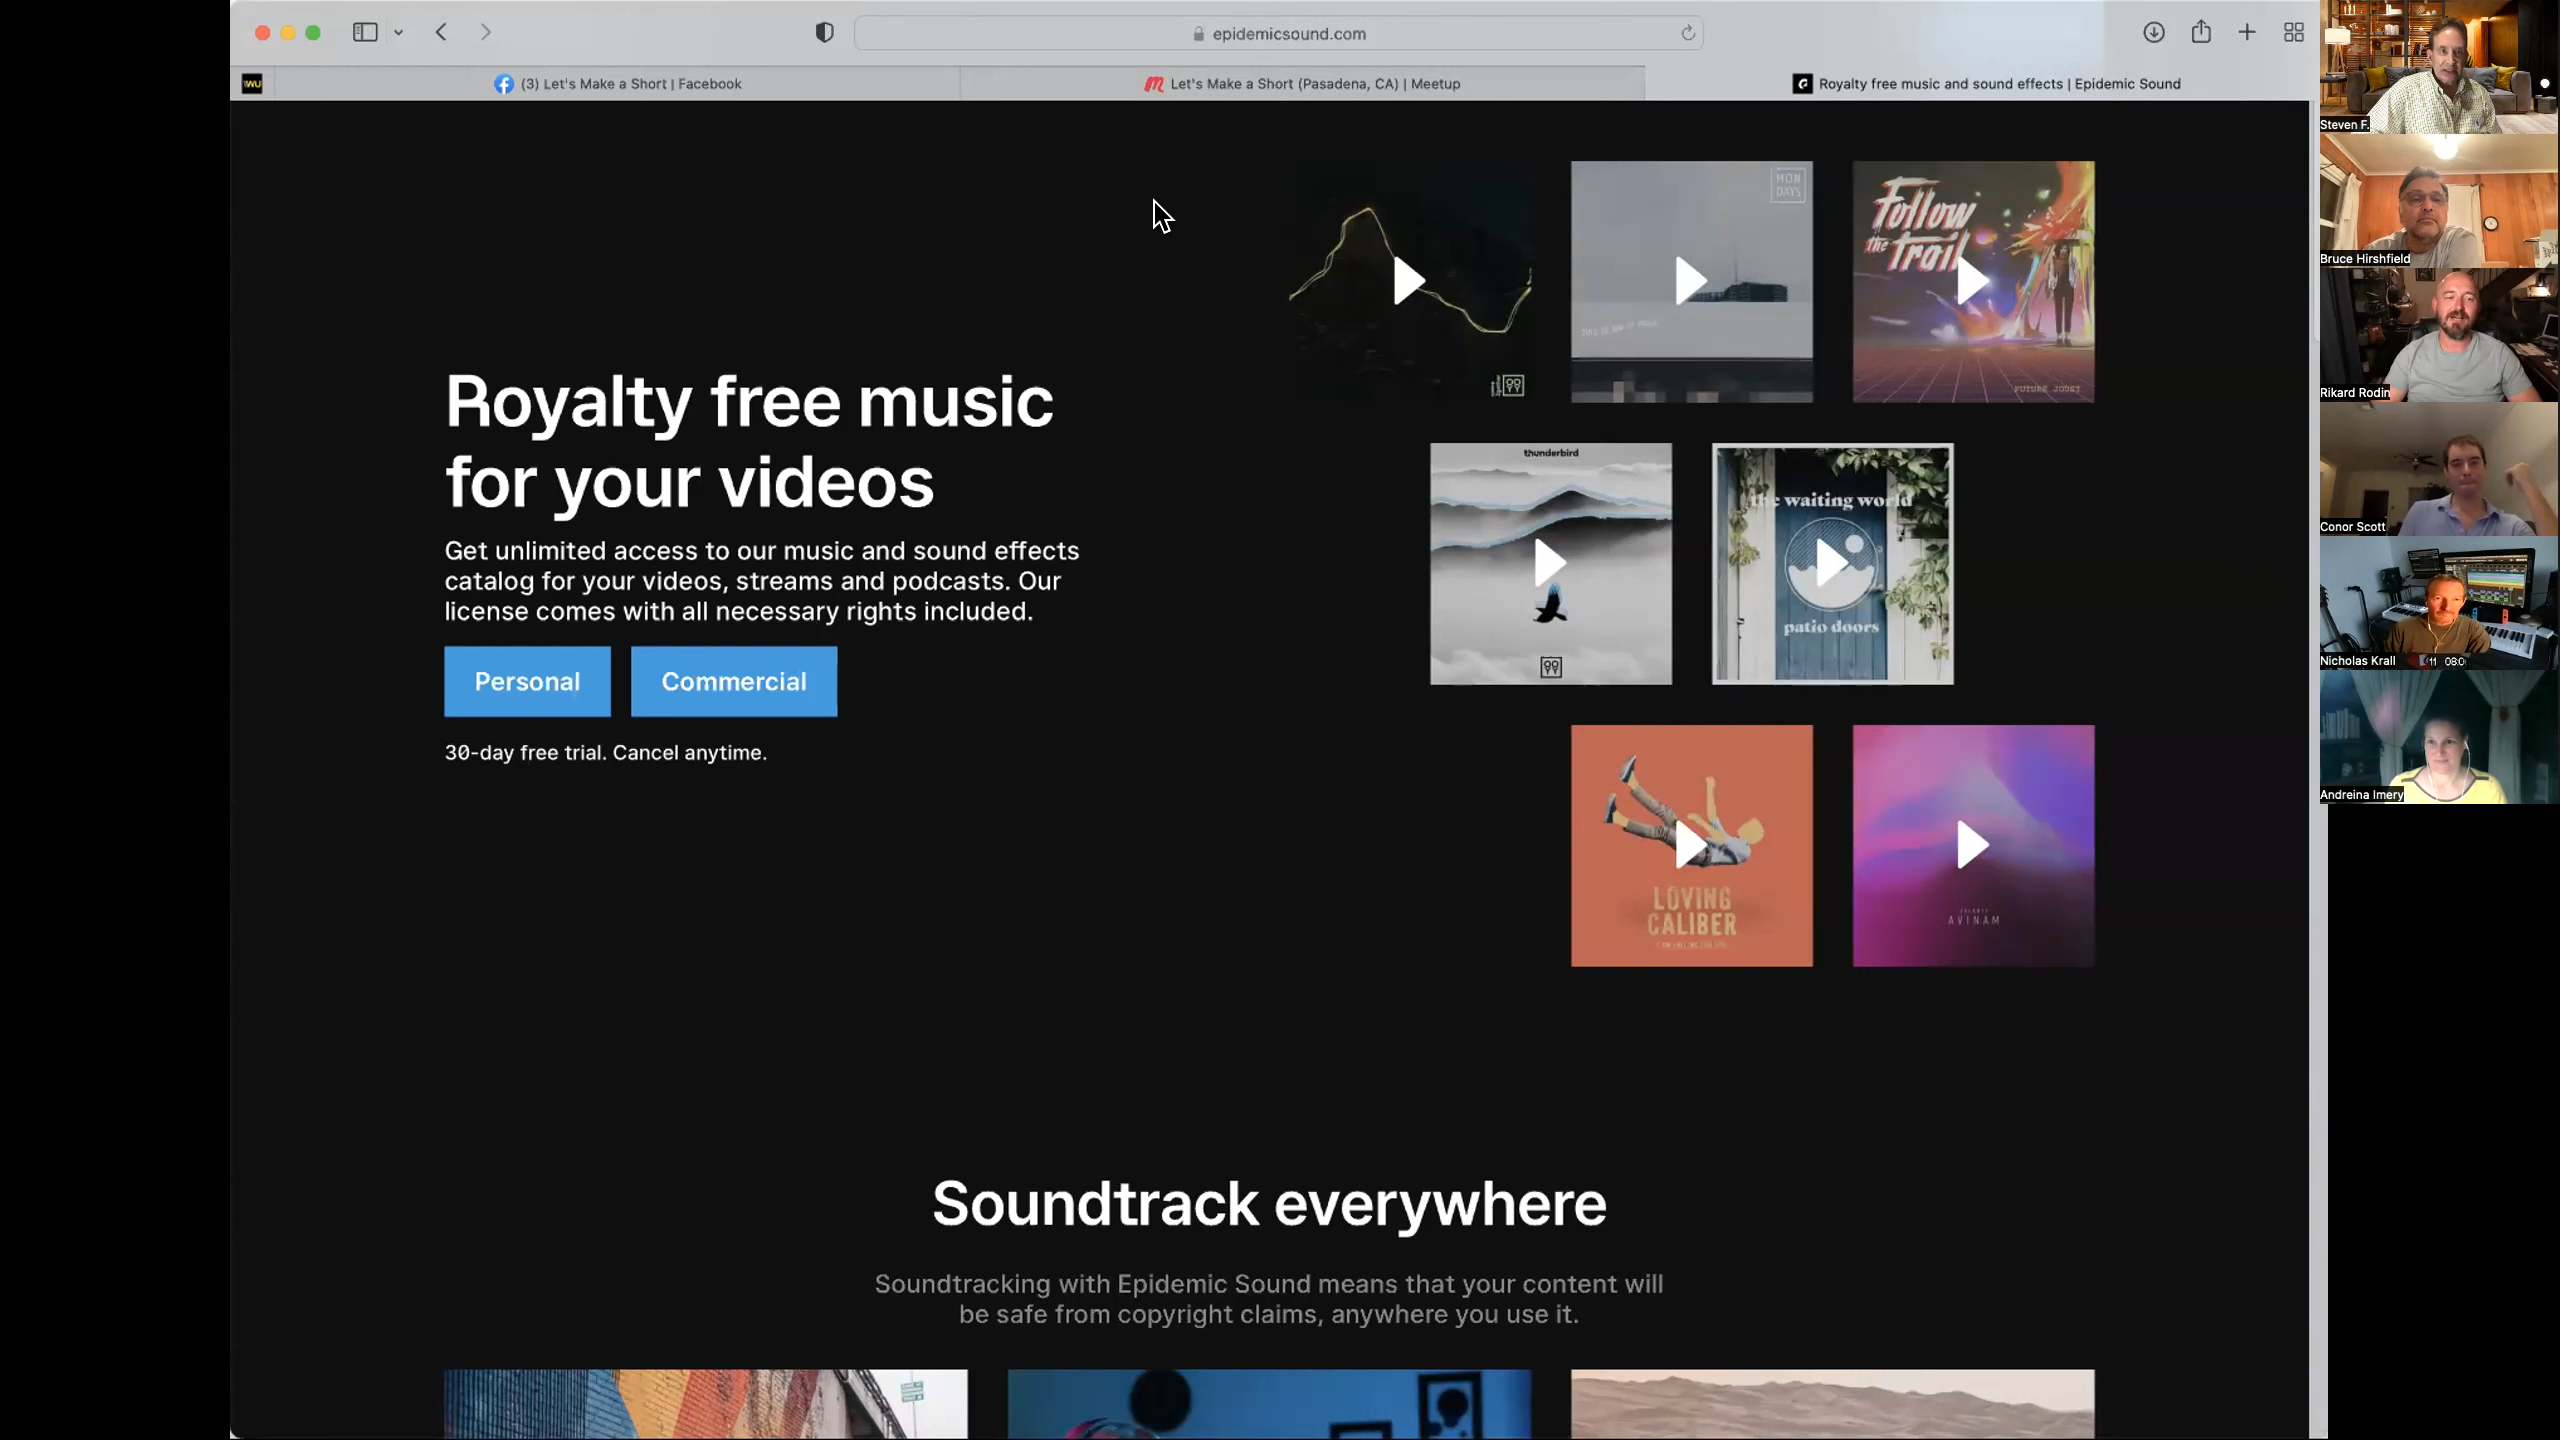 epidemicsound.com
WU
(3) Let's Make a Short | Facebook
Let's Make a Short (Pasadena, CA) | Meetup
Royalty free music and sound effects | Epidemic Sound
MON
DAYS
Follow
the
Trail
FUTURE JOUST
Royalty free music
for your videos
Get unlimited access to our music and sound effects
catalog for your videos, streams and podcasts. Our
license comes with all necessary rights included.
Personal
Commercial
30-day free trial. Cancel anytime.
thunderbird
the waiting world
patio doors
LOVING
CALIBER
AVINAM
Soundtrack everywhere
Soundtracking with Epidemic Sound means that your content will
be safe from copyright claims, anywhere you use it.
Steven F.
Bruce Hirshfield
Rikard Rodin
Conor Scott
Nicholas Krall
Andreina Imery